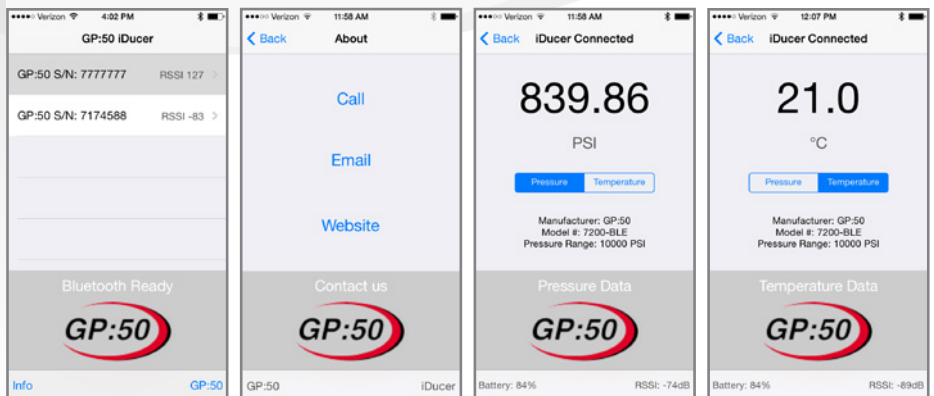 Verizon 4:02 PM
GP:50 iDucer
GP:50 S/N: 7777777 RSSI 127
GP:50 S/N: 7174588 RSSI -83
Bluetooth Ready
GP:50
Info GP:50
Verizon 11:58 AM
Back About
Call
Email
Website
Contact us
GP:50
GP:50 iDucer
Verizon 11:58 AM
Back iDucer Connected
839.86
PSI
Pressure Temperature
Manufacturer: GP:50
Model #: 7200-BLE
Pressure Range: 10000 PSI
Pressure Data
GP:50
Battery: 84% RSSI: -74dB
Verizon 12:07 PM
Back iDucer Connected
21.0
°C
Pressure Temperature
Manufacturer: GP:50
Model #: 7200-BLE
Pressure Range: 10000 PSI
Temperature Data
GP:50
Battery: 84% RSSI: -89dB